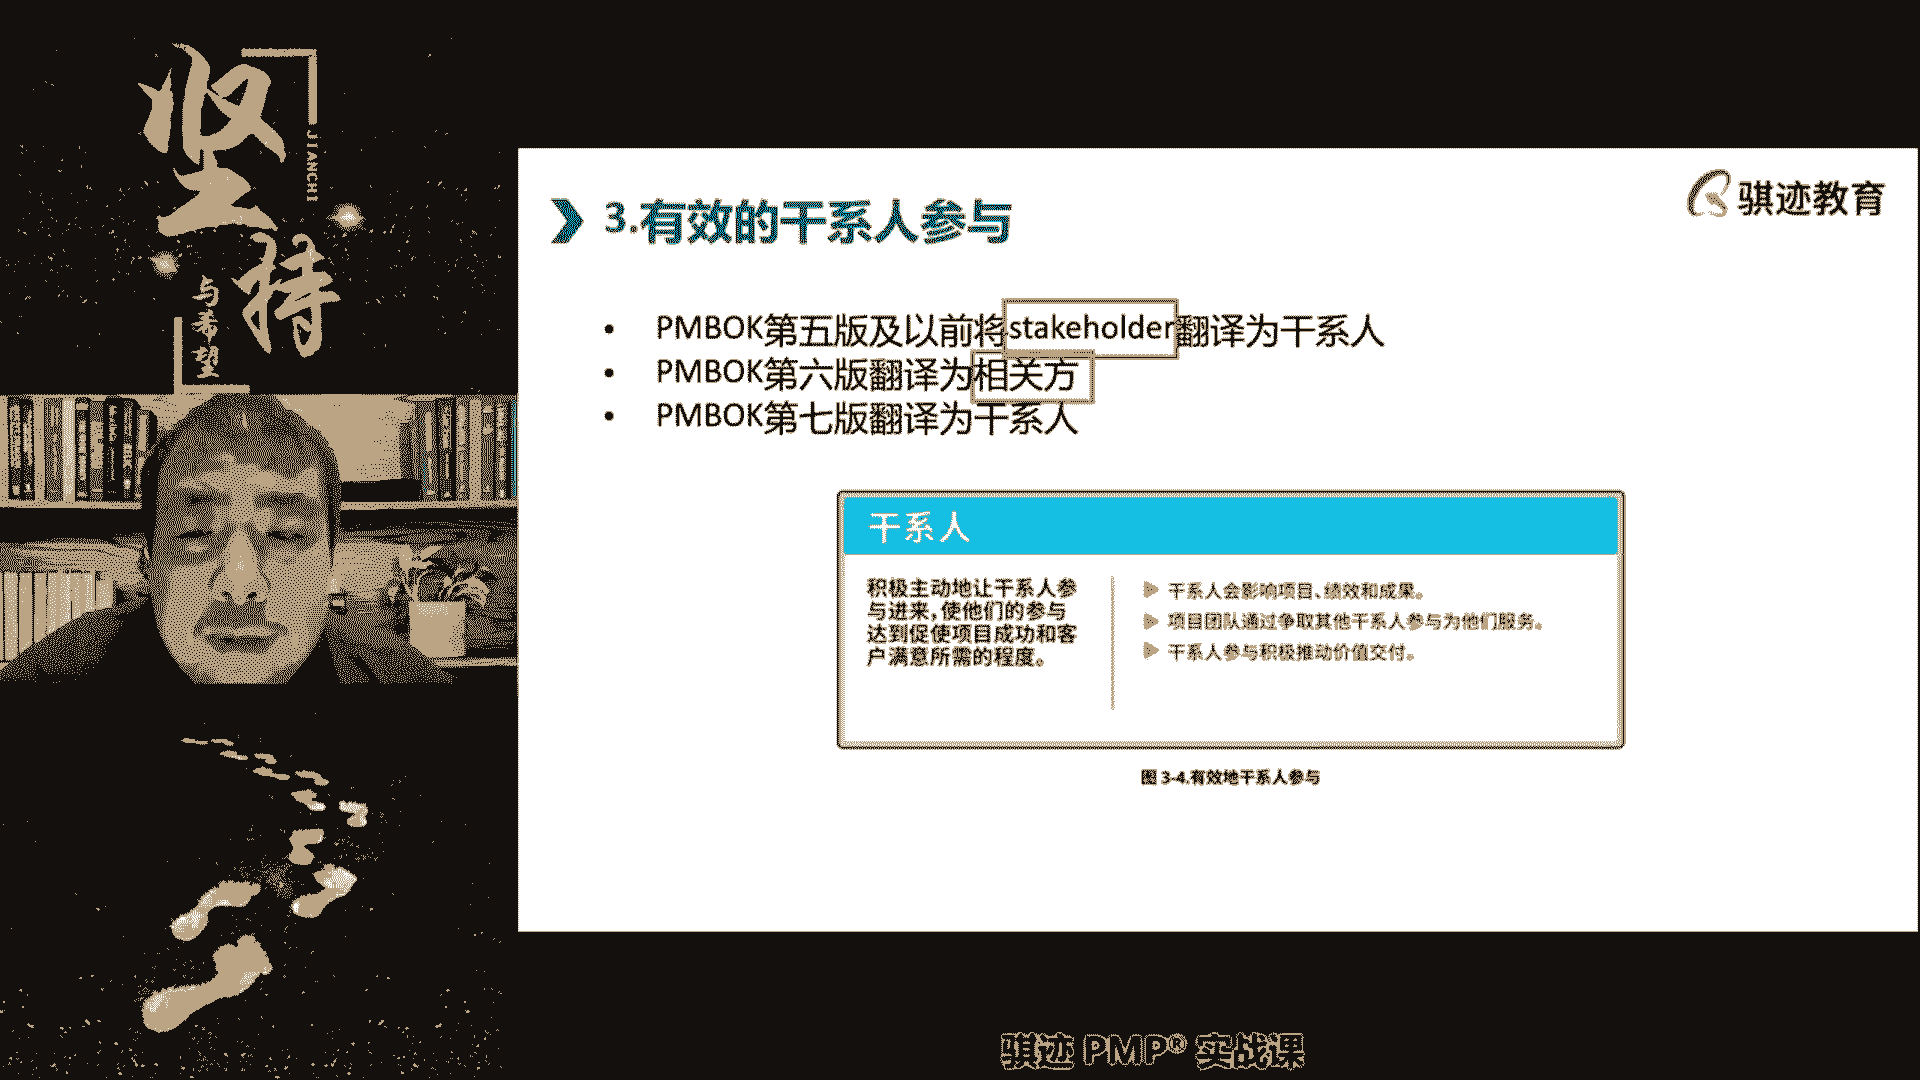 坚
持
JIANCHI
与希望
骐迹教育
3.有效的干系人参与
• PMBOK第五版及以前将stakeholder翻译为干系人
• PMBOK第六版翻译为相关方
• PMBOK第七版翻译为干系人
干系人
积极主动地让干系人参
与进来,使他们的参与
达到促使项目成功和客
户满意所需的程度。
干系人会影响项目、绩效和成果。
项目团队通过争取其他干系人参与为他们服务。
干系人参与积极推动价值交付。
图 3-4.有效地干系人参与
骐迹 PMP® 实战课